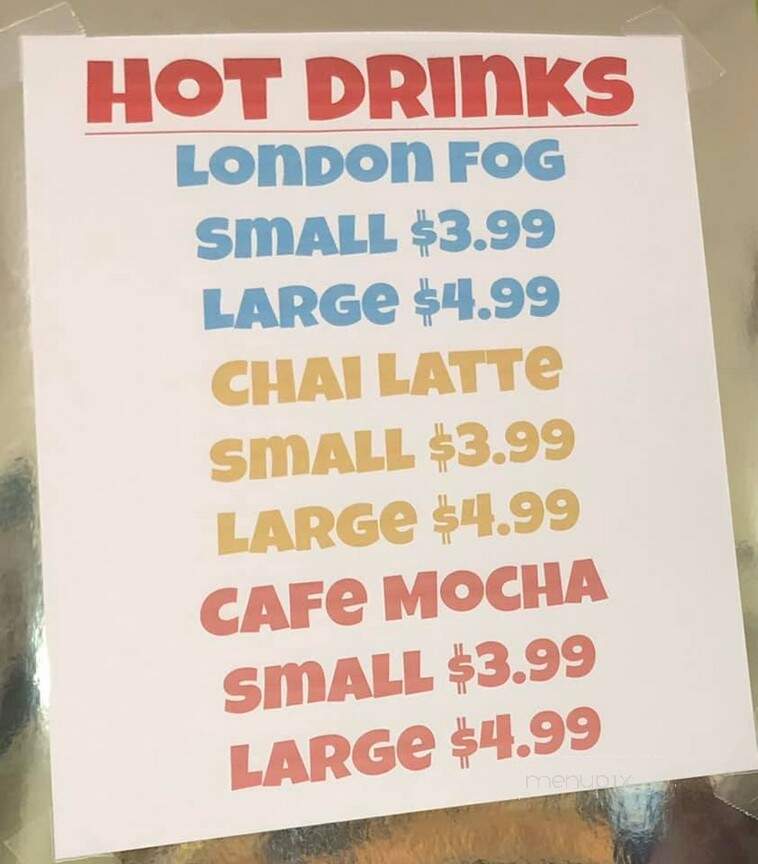 HOT DRINKS
LONDON FOG
SMALL $3.99
LARGE $4.99
CHAI LATTE
SMALL $3.99
LARGE $4.99
CAFE MOCHA
SMALL $3.99
LARGE $4.99
menupix